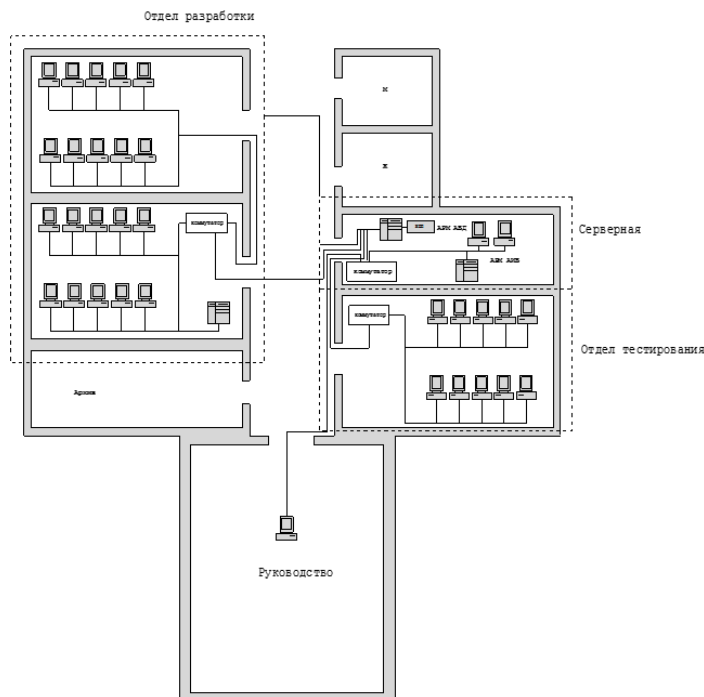 Отдел разработки
м
ж
коммутатор
АРМ АБД
Серверная
коммутатор
АРМ АИБ
коммутатор
Отдел тестирования
Архив
Руководство